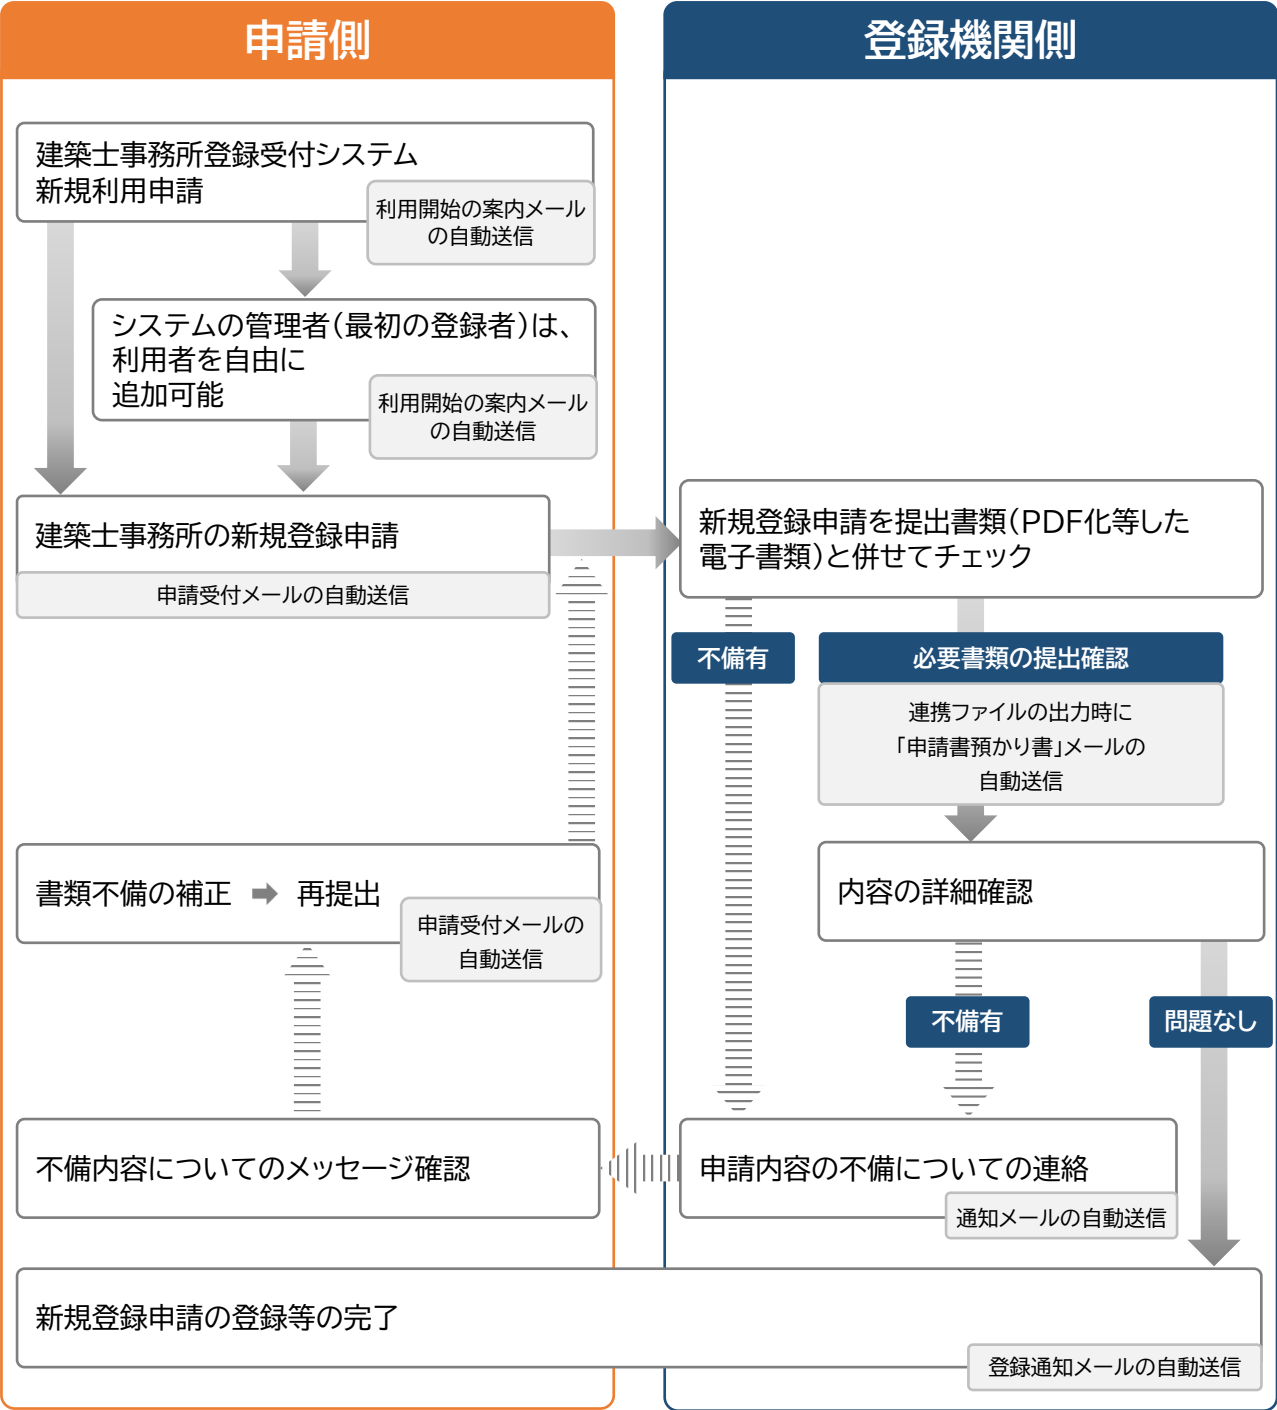 申請側
登録機関側
建築士事務所登録受付システム
新規利用申請
利用開始の案内メール
の自動送信
システムの管理者（最初の登録者）は、
利用者を自由に
追加可能
利用開始の案内メール
の自動送信
建築士事務所の新規登録申請
申請受付メールの自動送信
新規登録申請を提出書類（PDF化等した
電子書類）と併せてチェック
不備有
必要書類の提出確認
連携ファイルの出力時に
「申請書預かり書」メールの
自動送信
書類不備の補正 ➡ 再提出
申請受付メールの
自動送信
内容の詳細確認
不備有
問題なし
不備内容についてのメッセージ確認
申請内容の不備についての連絡
通知メールの自動送信
新規登録申請の登録等の完了
登録通知メールの自動送信